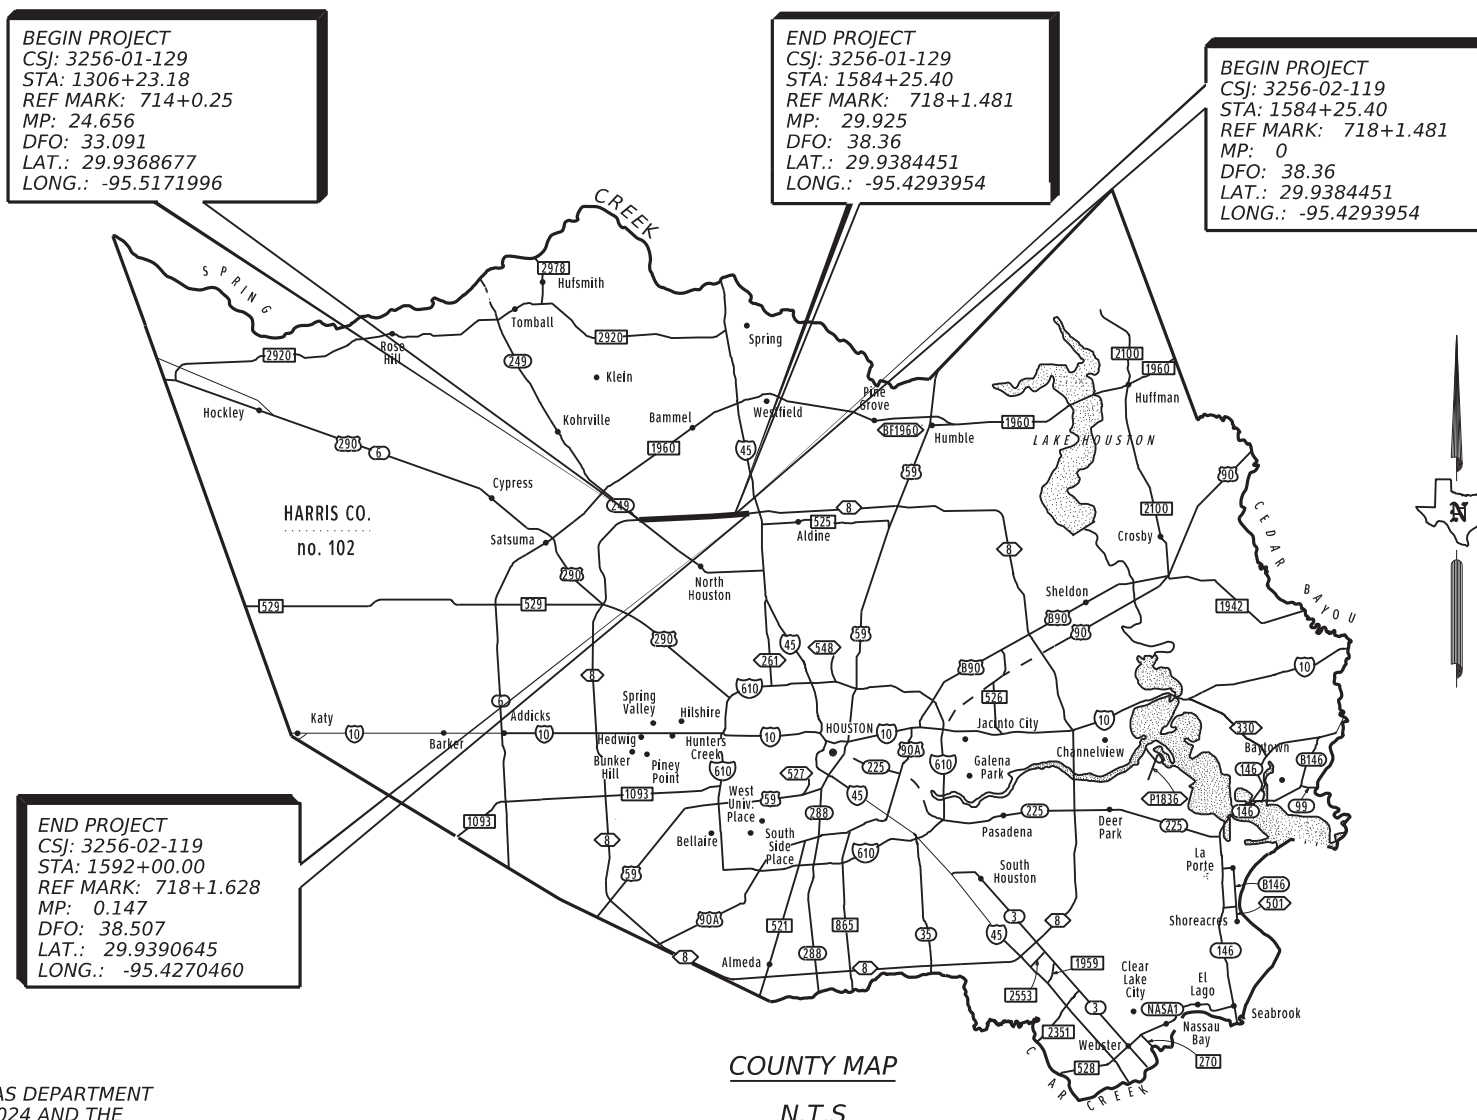 BEGIN PROJECT
CSJ: 3256-01-129
STA: 1306+23.18
REF MARK: 714+0.25
MP: 24.656
DFO: 33.091
LAT.: 29.9368677
LONG.: -95.5171996
END PROJECT
CSJ: 3256-01-129
STA: 1584+25.40
REF MARK: 718+1.481
MP: 29.925
DFO: 38.36
LAT.: 29.9384451
LONG.: -95.4293954
BEGIN PROJECT
CSJ: 3256-02-119
STA: 1584+25.40
REF MARK: 718+1.481
MP: 0
DFO: 38.36
LAT.: 29.9384451
LONG.: -95.4293954
SPRING
CREEK
2978
Hufsmith
Tomball
2920
Rose
Hill
2920
249
Klein
Spring
Hockley
290
6
Kohrville
Bammel
1960
Westfield
45
Pine
Grove
BF1960
Humble
1960
59
2100
1960
Huffman
LAKE HOUSTON
90
2100
Crosby
CEDAR
BAYOU
N
Cypress
249
HARRIS CO.
no. 102
Satsuma
290
8
525
Aldine
8
North
Houston
529
529
Sheldon
B90
90
1942
290
45
548
59
261
B90
10
8
610
526
6
Spring
Valley
Hilshire
Katy
10
Barker
Addicks
10
Hedwig
Hunters
Creek
Bunker
Hill
Piney
Point
10
HOUSTON
10
90A
Jacinto City
10
Channelview
330
Baytown
610
527
225
610
Galena
Park
146
B146
1093
1093
West
Univ.
Place
59
288
45
P1836
146
99
Bellaire
South
Side
Place
Pasadena
225
Deer
Park
225
8
610
59
La
Porte
South
Houston
B146
501
90A
521
865
35
3
45
8
Shoreacres
146
8
Almeda
288
8
1959
2553
Clear
Lake
City
El
Lago
3
NASA1
Seabrook
2351
Webster
Nassau
Bay
528
270
CREEK
END PROJECT
CSJ: 3256-02-119
STA: 1592+00.00
REF MARK: 718+1.628
MP: 0.147
DFO: 38.507
LAT.: 29.9390645
LONG.: -95.4270460
COUNTY MAP
N.T.S
AS DEPARTMENT
024 AND THE